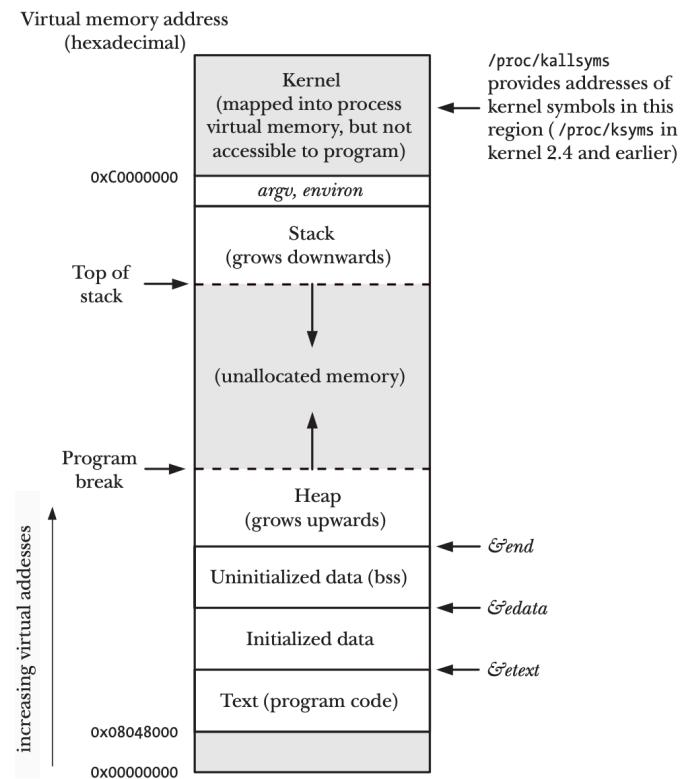 Virtual memory address
(hexadecimal)
/proc/kallsyms
provides addresses of
kernel symbols in this
region (/proc/ksyms in
kernel 2.4 and earlier)
Kernel
(mapped into process
virtual memory, but not
accessible to program)
0xC0000000
argv, environ
Stack
(grows downwards)
Top of
stack
(unallocated memory)
Program
break
Heap
(grows upwards)
&end
Uninitialized data (bss)
&edata
Initialized data
&etext
Text (program code)
0x08048000
0x00000000
increasing virtual addesses